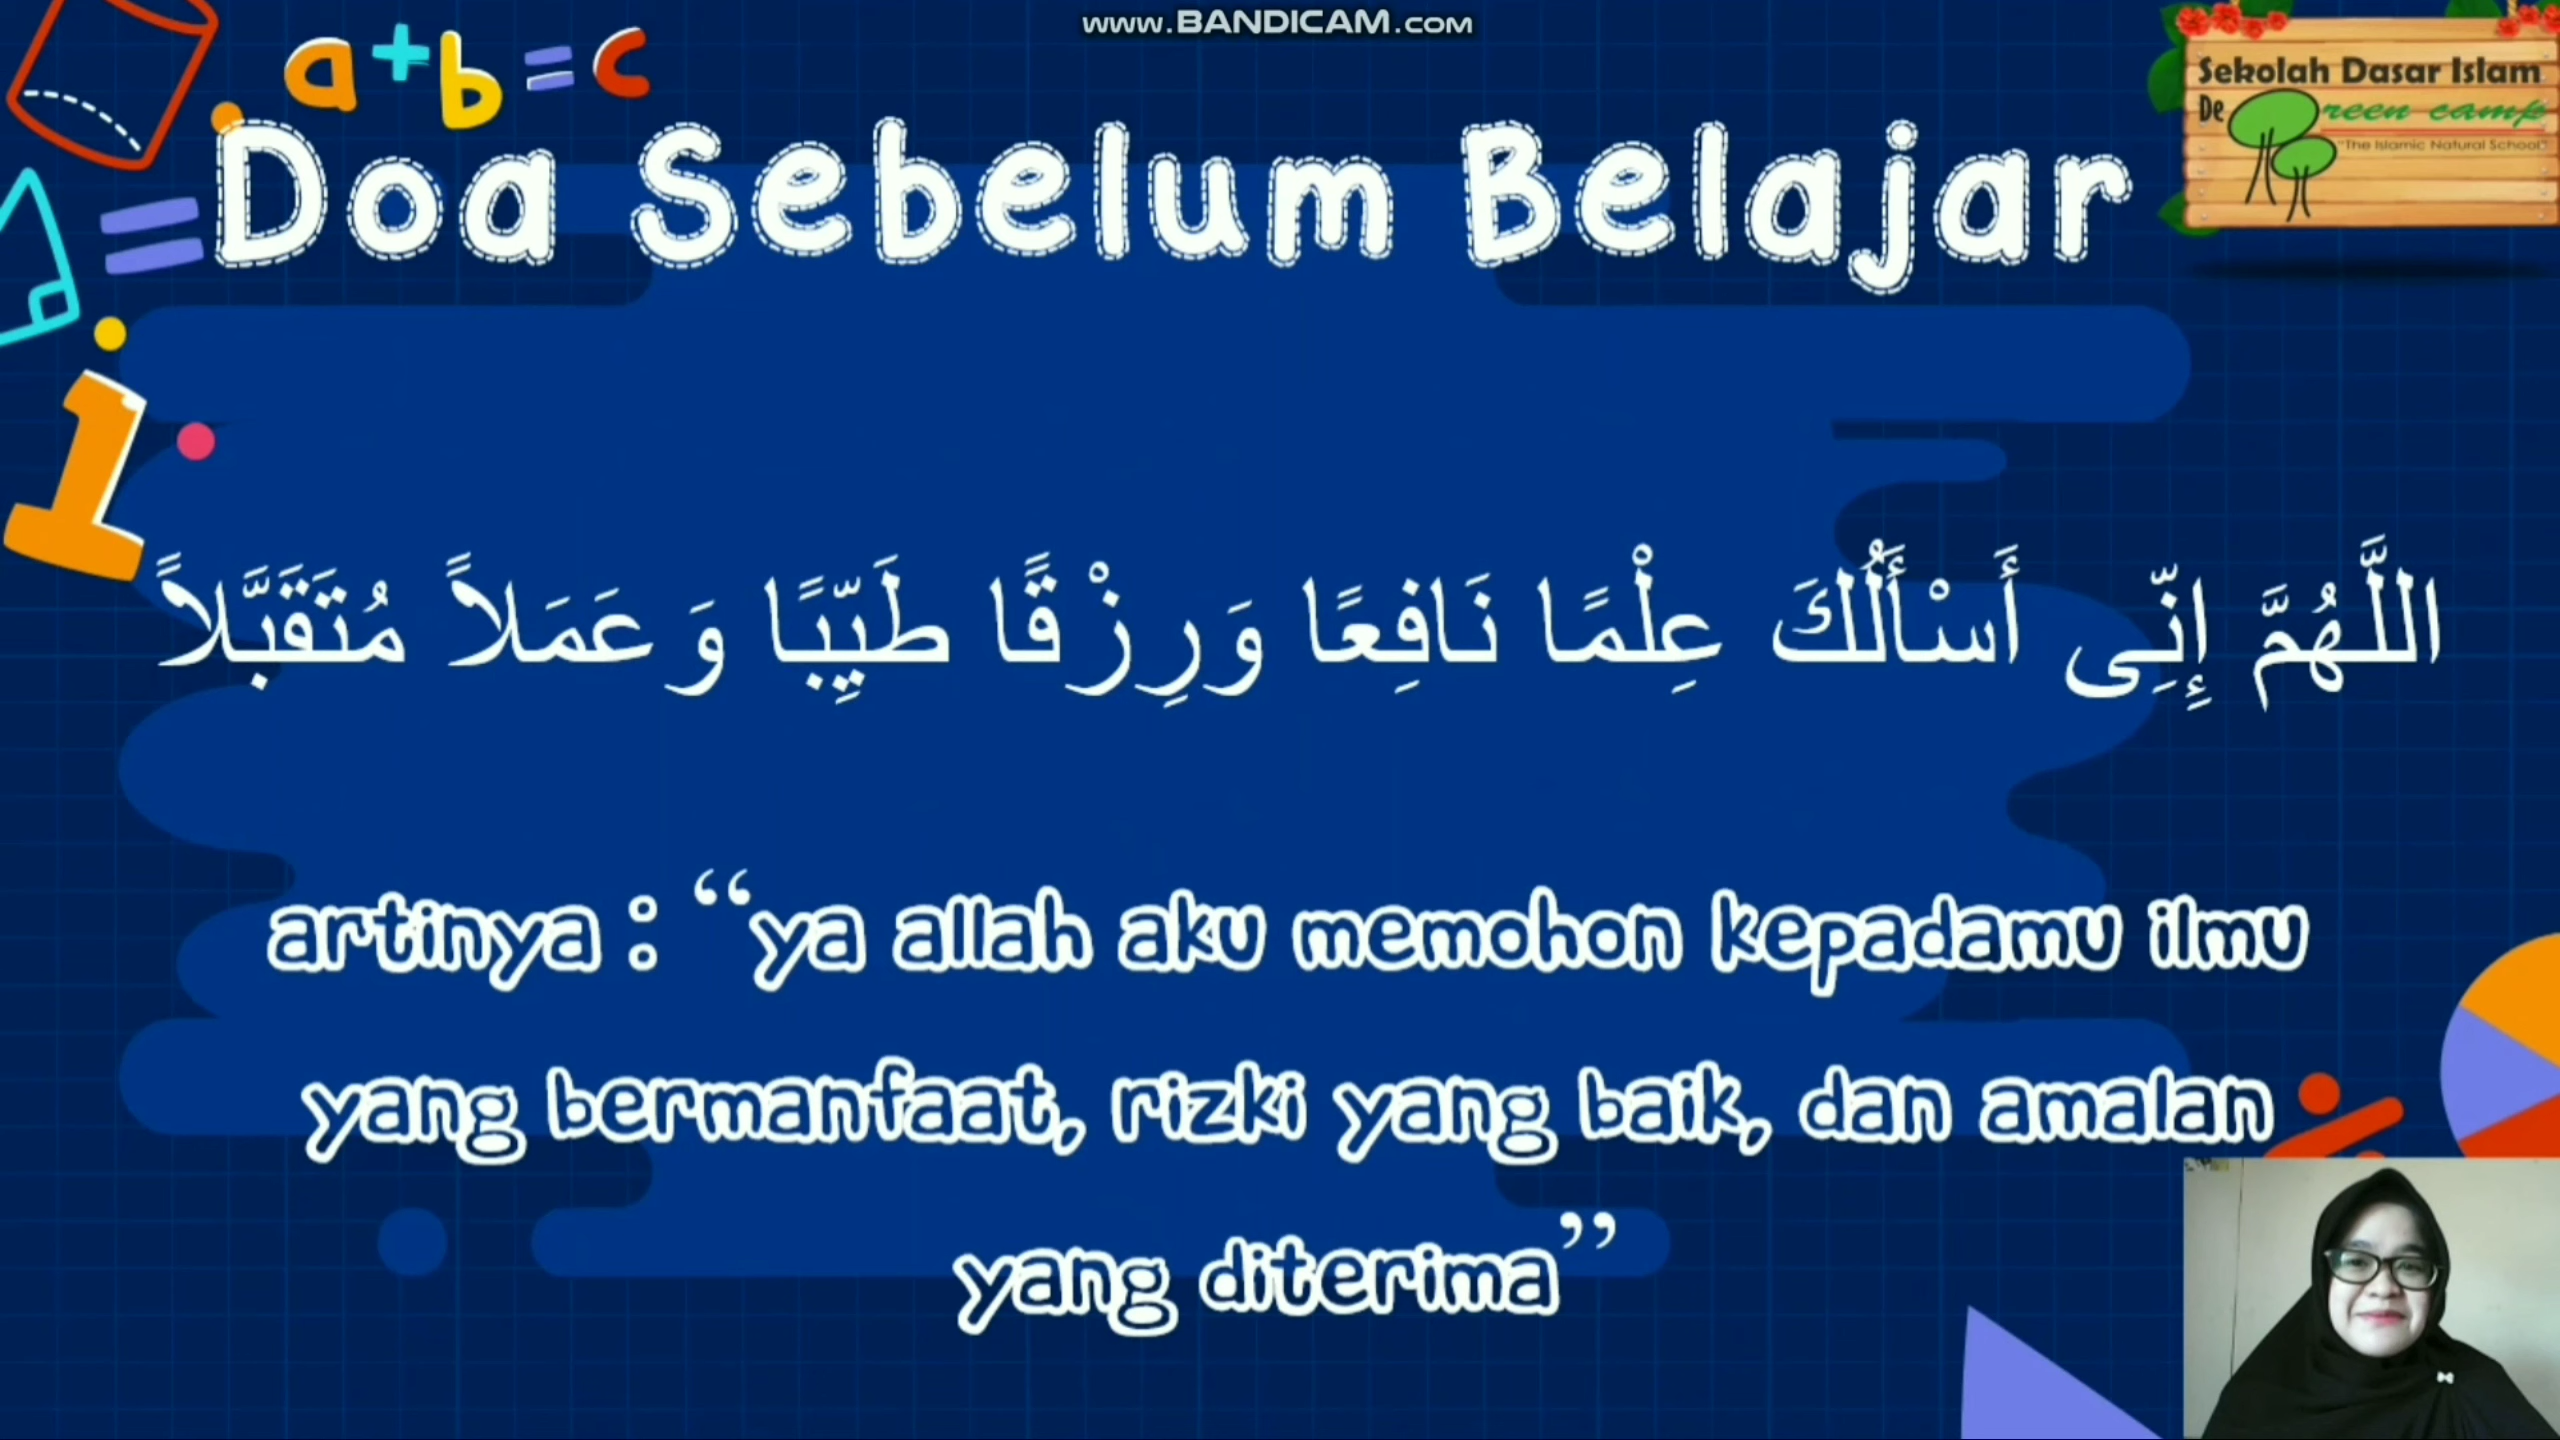 www.BANDICAM.com
a+b=c
Sekolah Dasar Islam
De Green camp
"The Islamic Natural School"
Doa Sebelum Belajar
1
اللَّهُمَّ إِنِّى أَسْأَلُكَ عِلْمًا نَافِعًا وَرِزْقًا طَيِّبًا وَعَمَلاً مُتَقَبَّلاً
artinya : “ya allah aku memohon kepadamu ilmu
yang bermanfaat, rizki yang baik, dan amalan
yang diterima”